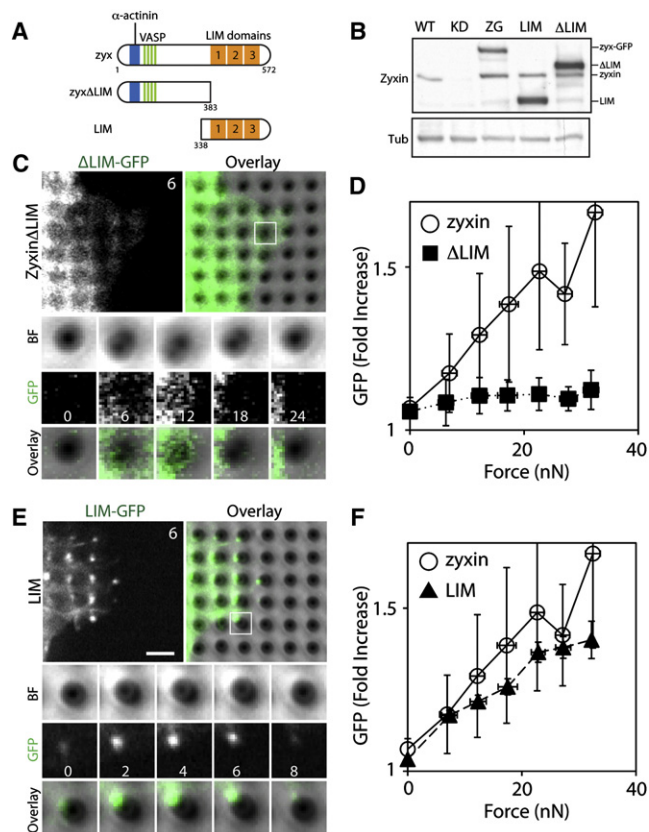 A
α-actinin
VASP
LIM domains
zyx
1 2 3
1
572
zyxΔLIM
383
LIM
1 2 3
338
B
WT KD ZG LIM ΔLIM
Zyxin
zyx-GFP
ΔLIM
zyxin
LIM
Tub
C
ΔLIM-GFP
Overlay
ZyxinΔLIM
6
BF
GFP
0 6 12 18 24
Overlay
D
zyxin
ΔLIM
GFP (Fold Increase)
1.5
1
0 20 40
Force (nN)
E
LIM-GFP
Overlay
LIM
6
BF
GFP
0 2 4 6 8
Overlay
F
zyxin
LIM
GFP (Fold Increase)
1.5
1
0 20 40
Force (nN)